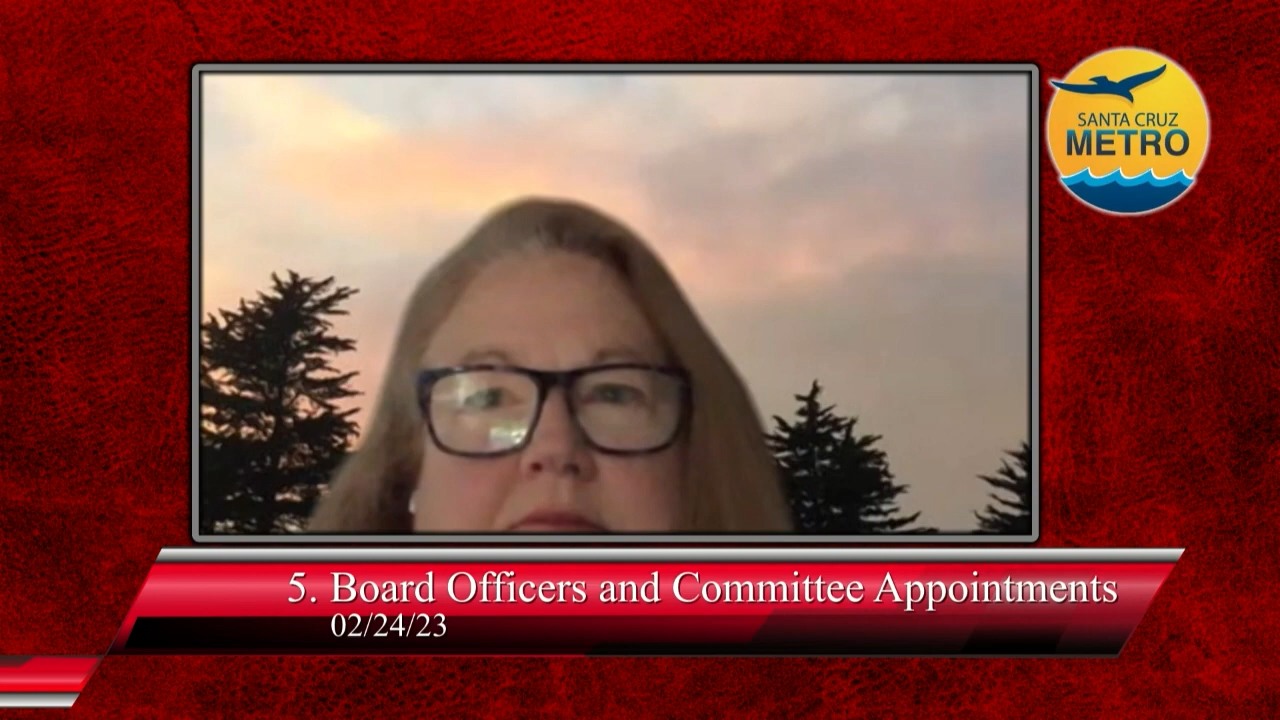 SANTA CRUZ
METRO
5. Board Officers and Committee Appointments
02/24/23